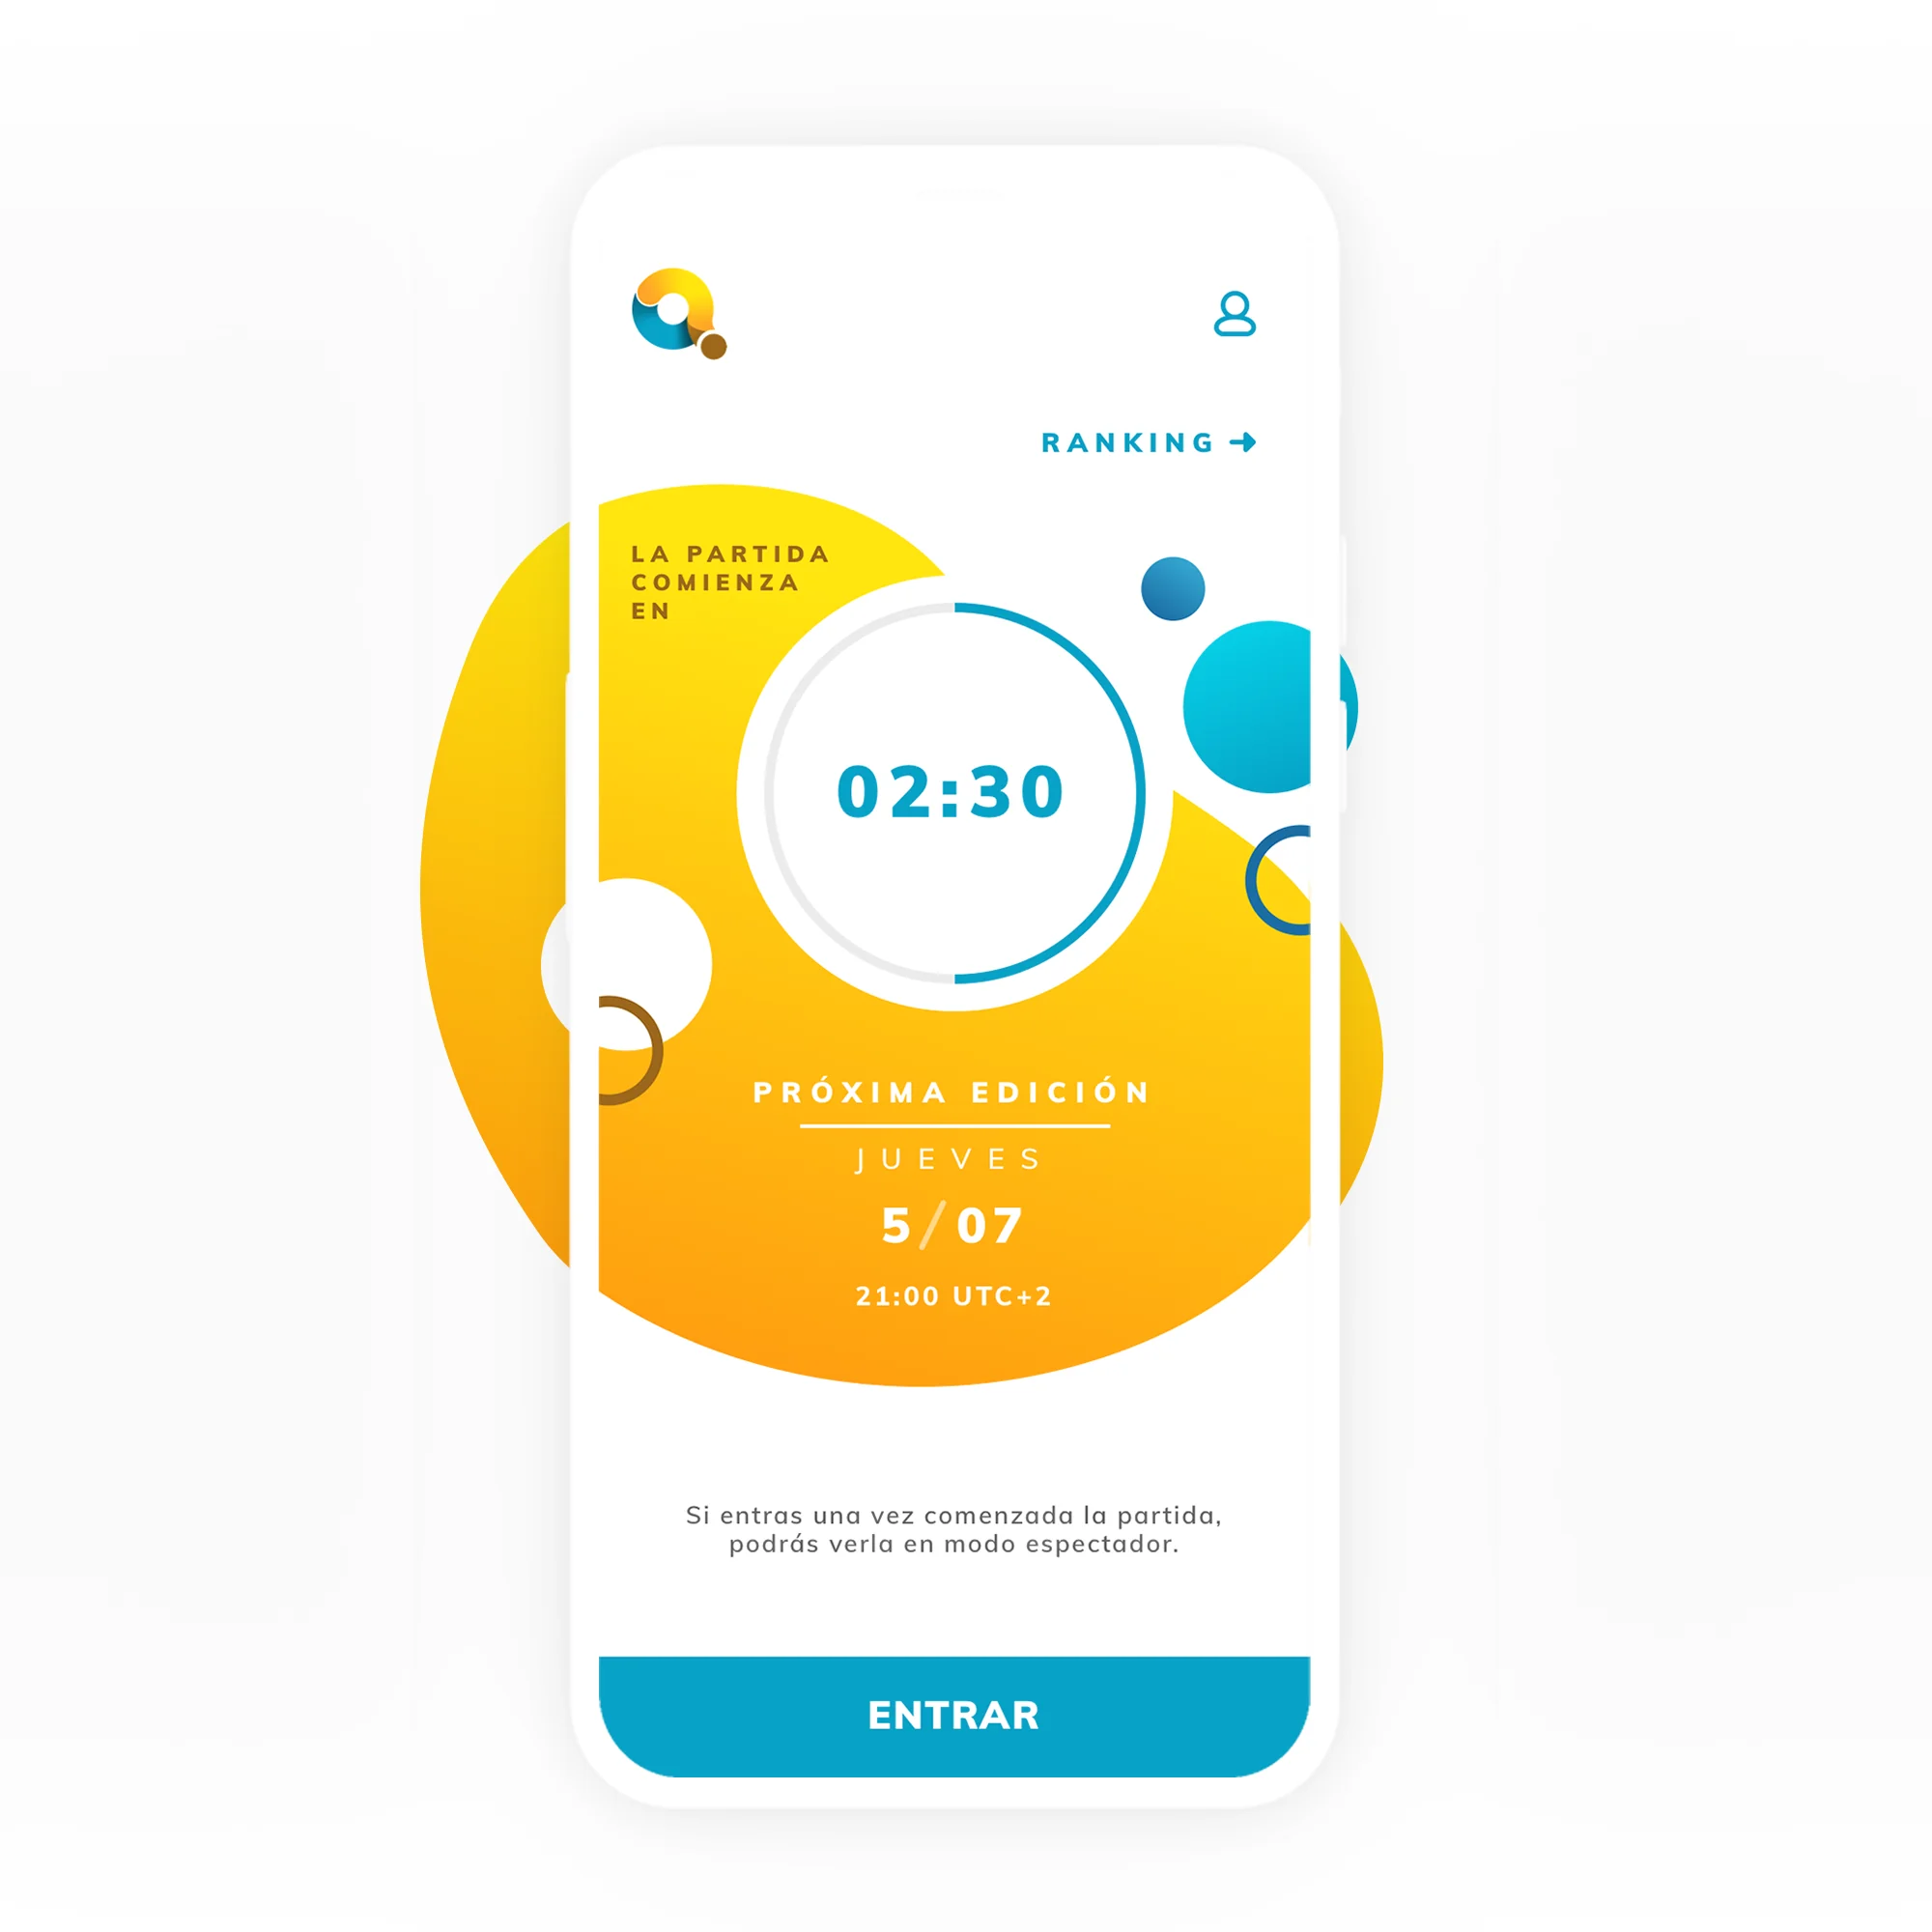 RANKING
LA PARTIDA
COMIENZA
EN
02:30
PRÓXIMA EDICIÓN
JUEVES
5/07
21:00 UTC+2
Si entras una vez comenzada la partida,
podrás verla en modo espectador.
ENTRAR